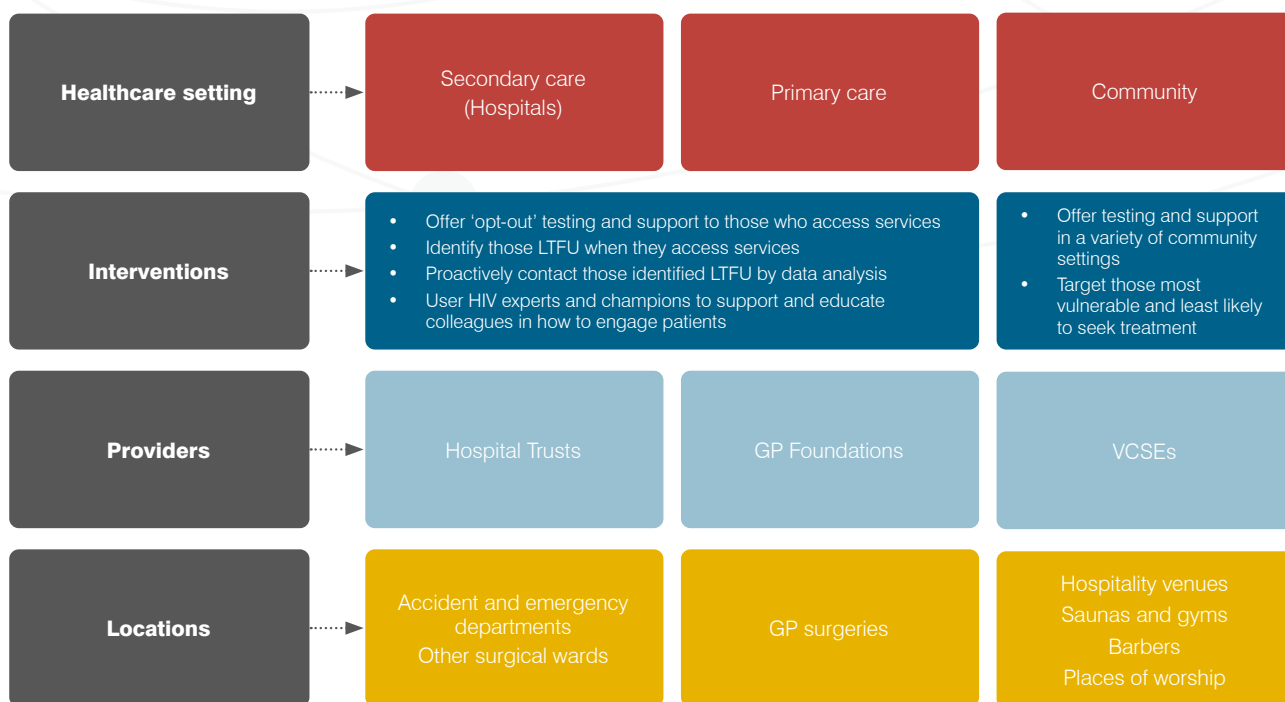 Healthcare setting
Secondary care
(Hospitals)
Primary care
Community
Interventions
• Offer ‘opt-out’ testing and support to those who access services
• Identify those LTFU when they access services
• Proactively contact those identified LTFU by data analysis
• User HIV experts and champions to support and educate
colleagues in how to engage patients
• Offer testing and support
in a variety of community
settings
• Target those most
vulnerable and least likely
to seek treatment
Providers
Hospital Trusts
GP Foundations
VCSEs
Locations
Accident and emergency
departments
Other surgical wards
GP surgeries
Hospitality venues
Saunas and gyms
Barbers
Places of worship